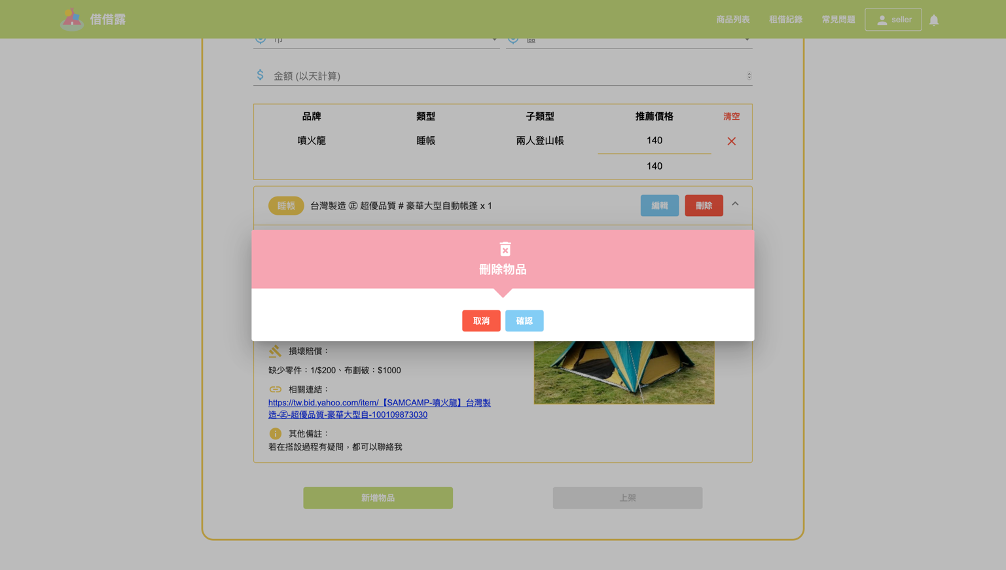 借借露
商品列表 租借記錄 常見問題 seller
市
區
金額 (以天計算)
品牌 類型 子類型 推薦價格 清空
噴火龍 睡帳 兩人登山帳 140
140
睡帳 台灣製造 ㊣ 超優品質 # 豪華大型自動帳篷 x 1 編輯 刪除
刪除物品
取消 確認
損壞賠償：
缺少零件：1/$200、布劃破：$1000
相關連結：
https://tw.bid.yahoo.com/item/【SAMCAMP-噴火龍】台灣製
造-㊣-超優品質-豪華大型自-100109873030
其他備註：
若在搭設過程有疑問，都可以聯絡我
新增物品 上架